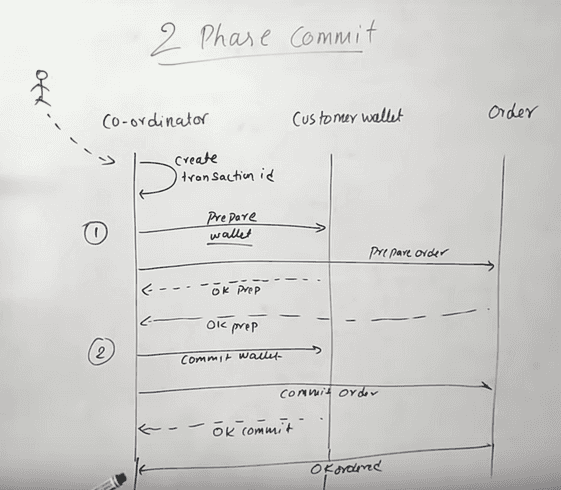 2 Phase Commit
Co-ordinator
Customer wallet
Order
Create
transaction id
1
Prepare
wallet
Prepare order
OK Prep
OK prep
2
Commit wallet
Commit order
OK Commit
OK ordered